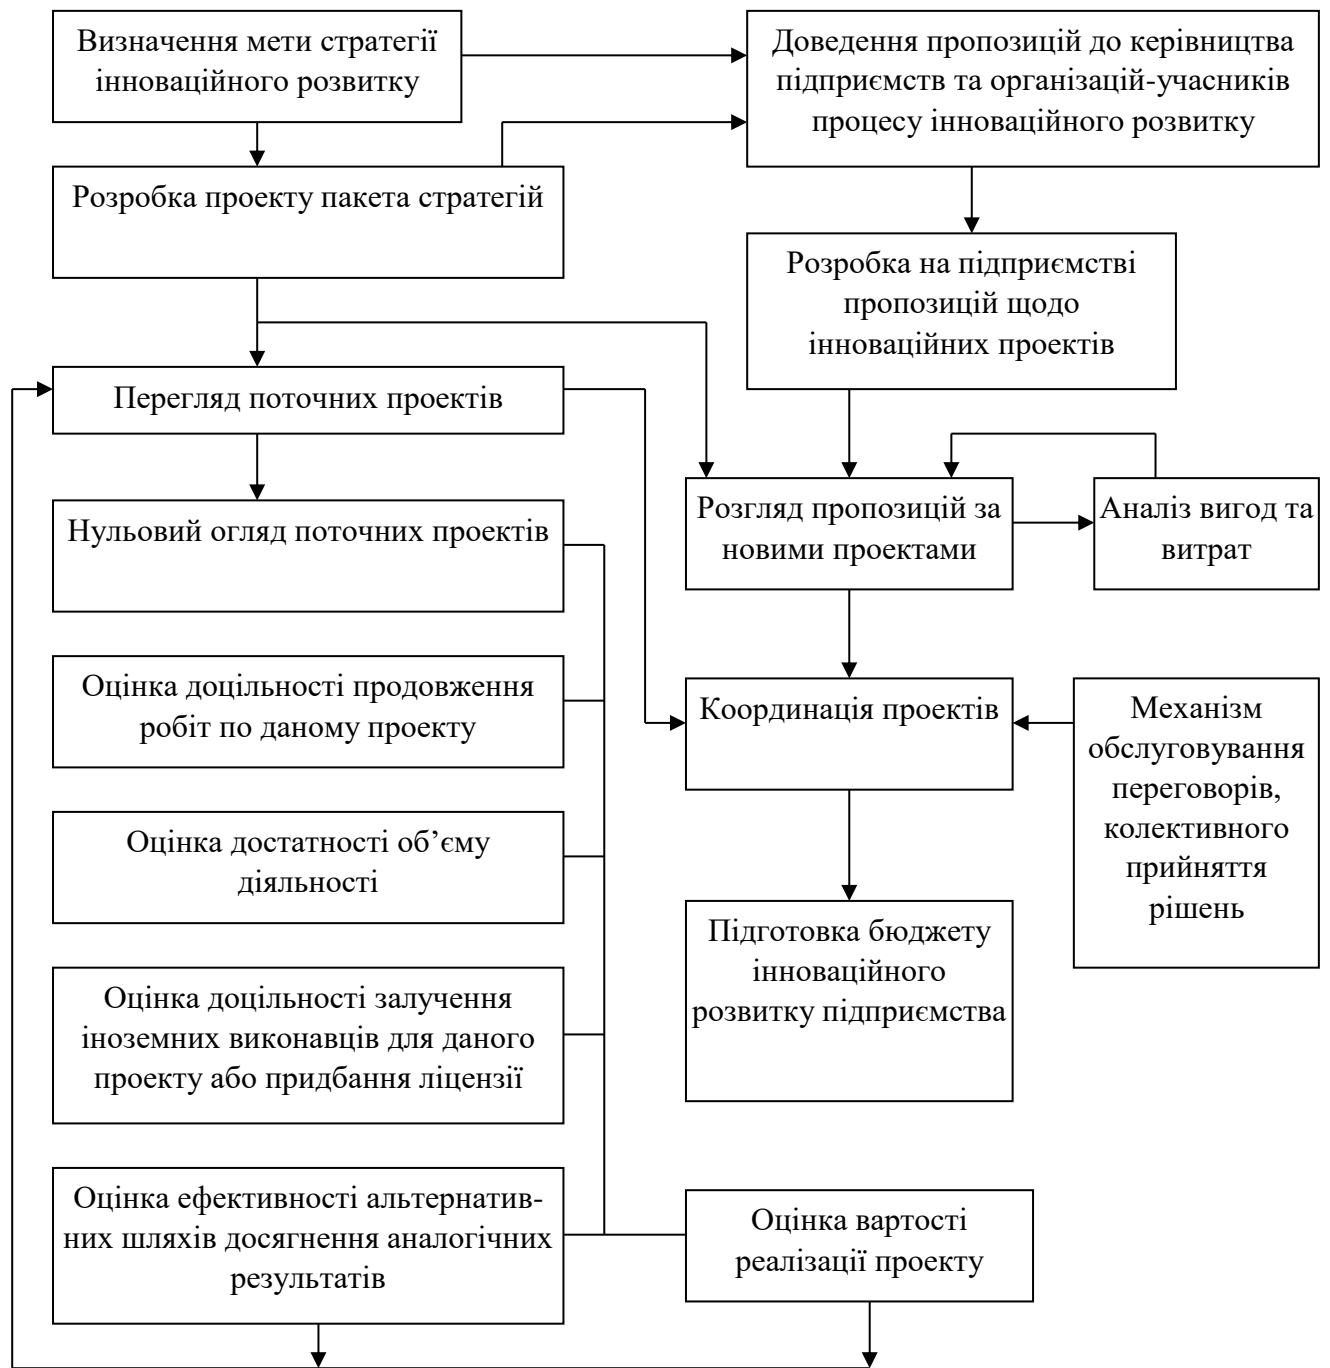 Визначення мети стратегії
інноваційного розвитку
Доведення пропозицій до керівництва
підприємств та організацій-учасників
процесу інноваційного розвитку
Розробка проекту пакета стратегій
Розробка на підприємстві
пропозицій щодо
інноваційних проектів
Перегляд поточних проектів
Нульовий огляд поточних проектів
Розгляд пропозицій за
новими проектами
Аналіз вигод та
витрат
Оцінка доцільності продовження
робіт по даному проекту
Координація проектів
Механізм
обслуговування
переговорів,
колективного
прийняття
рішень
Оцінка достатності об’єму
діяльності
Підготовка бюджету
інноваційного
розвитку підприємства
Оцінка доцільності залучення
іноземних виконавців для даного
проекту або придбання ліцензії
Оцінка ефективності альтернатив-
них шляхів досягнення аналогічних
результатів
Оцінка вартості
реалізації проекту